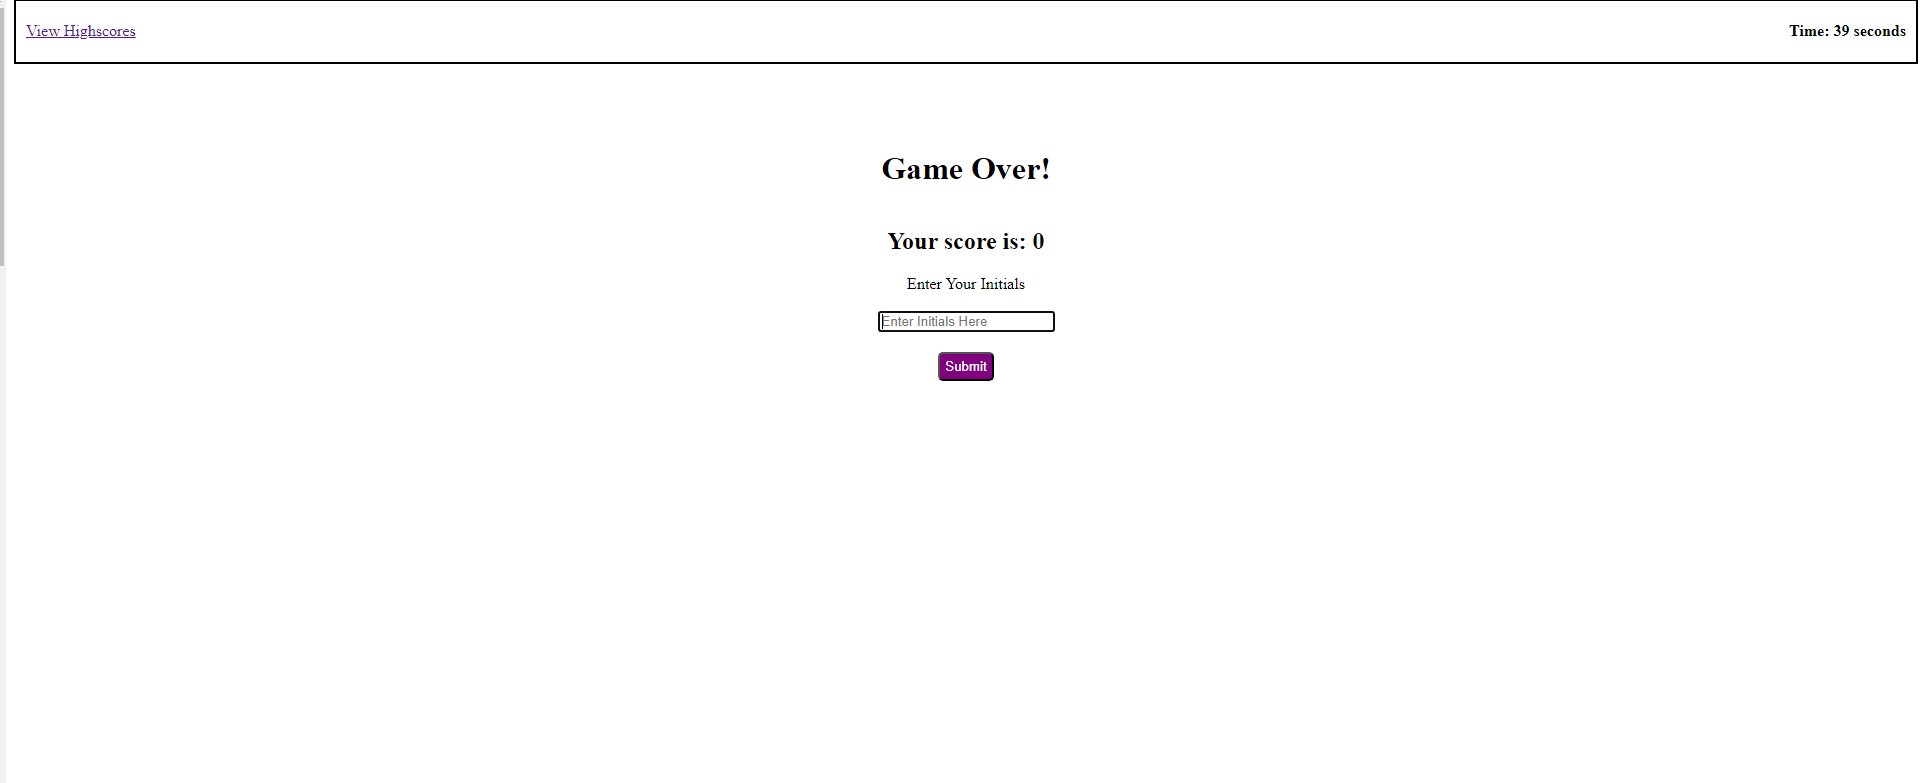 View Highscores
Time: 39 seconds
Game Over!
Your score is: 0
Enter Your Initials
Enter Initials Here
Submit